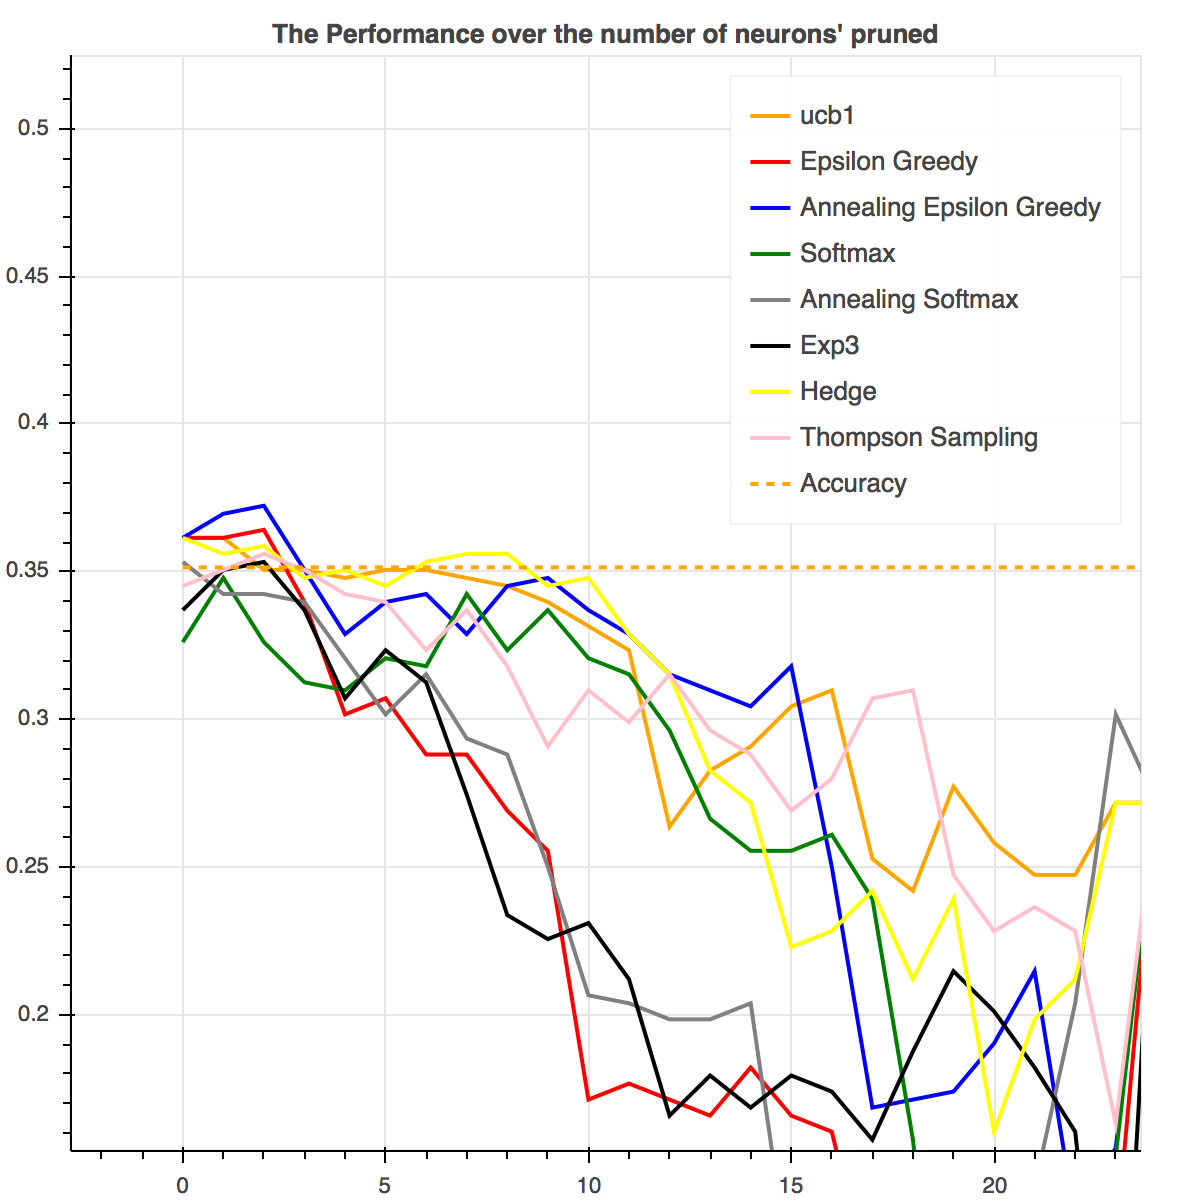 The Performance over the number of neurons' pruned
ucb1
Epsilon Greedy
Annealing Epsilon Greedy
Softmax
Annealing Softmax
Exp3
Hedge
Thompson Sampling
Accuracy
0.5
0.45
0.4
0.35
0.3
0.25
0.2
0 5 10 15 20